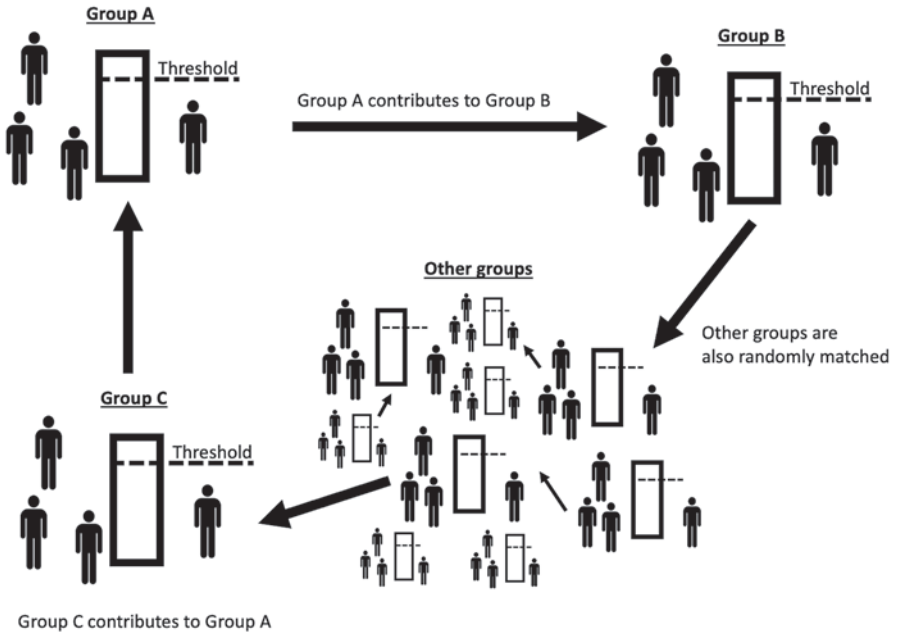 Group A
Threshold
Group B
Threshold
Group A contributes to Group B
Other groups
Other groups are
also randomly matched
Group C
Threshold
Group C contributes to Group A